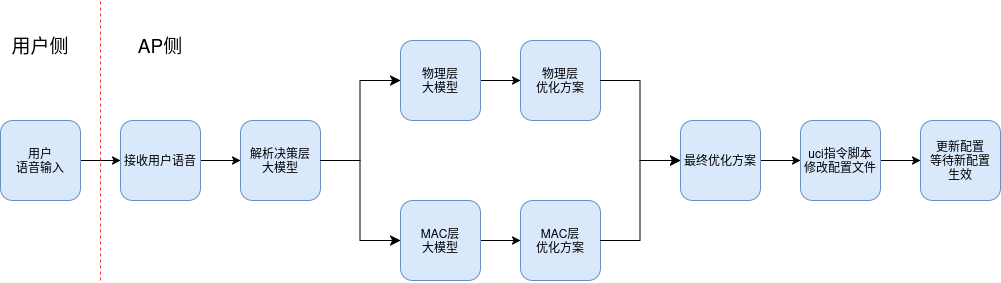 用户侧
AP侧
用户
语音输入
接收用户语音
解析决策层
大模型
物理层
大模型
物理层
优化方案
MAC层
大模型
MAC层
优化方案
最终优化方案
uci指令脚本
修改配置文件
更新配置
等待新配置
生效